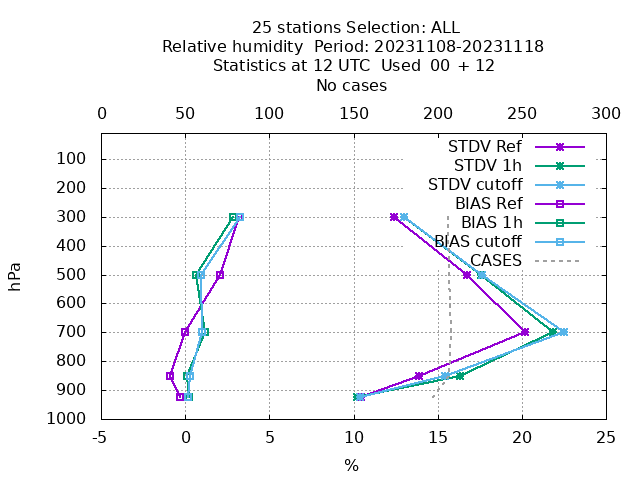 25 stations Selection: ALL
Relative humidity  Period: 20231108-20231118
Statistics at 12 UTC  Used  00 + 12
No cases
0 50 100 150 200 250 300
STDV Ref
STDV 1h
STDV cutoff
BIAS Ref
BIAS 1h
BIAS cutoff
CASES
100
200
300
400
500
600
700
800
900
1000
hPa
-5 0 5 10 15 20 25
%